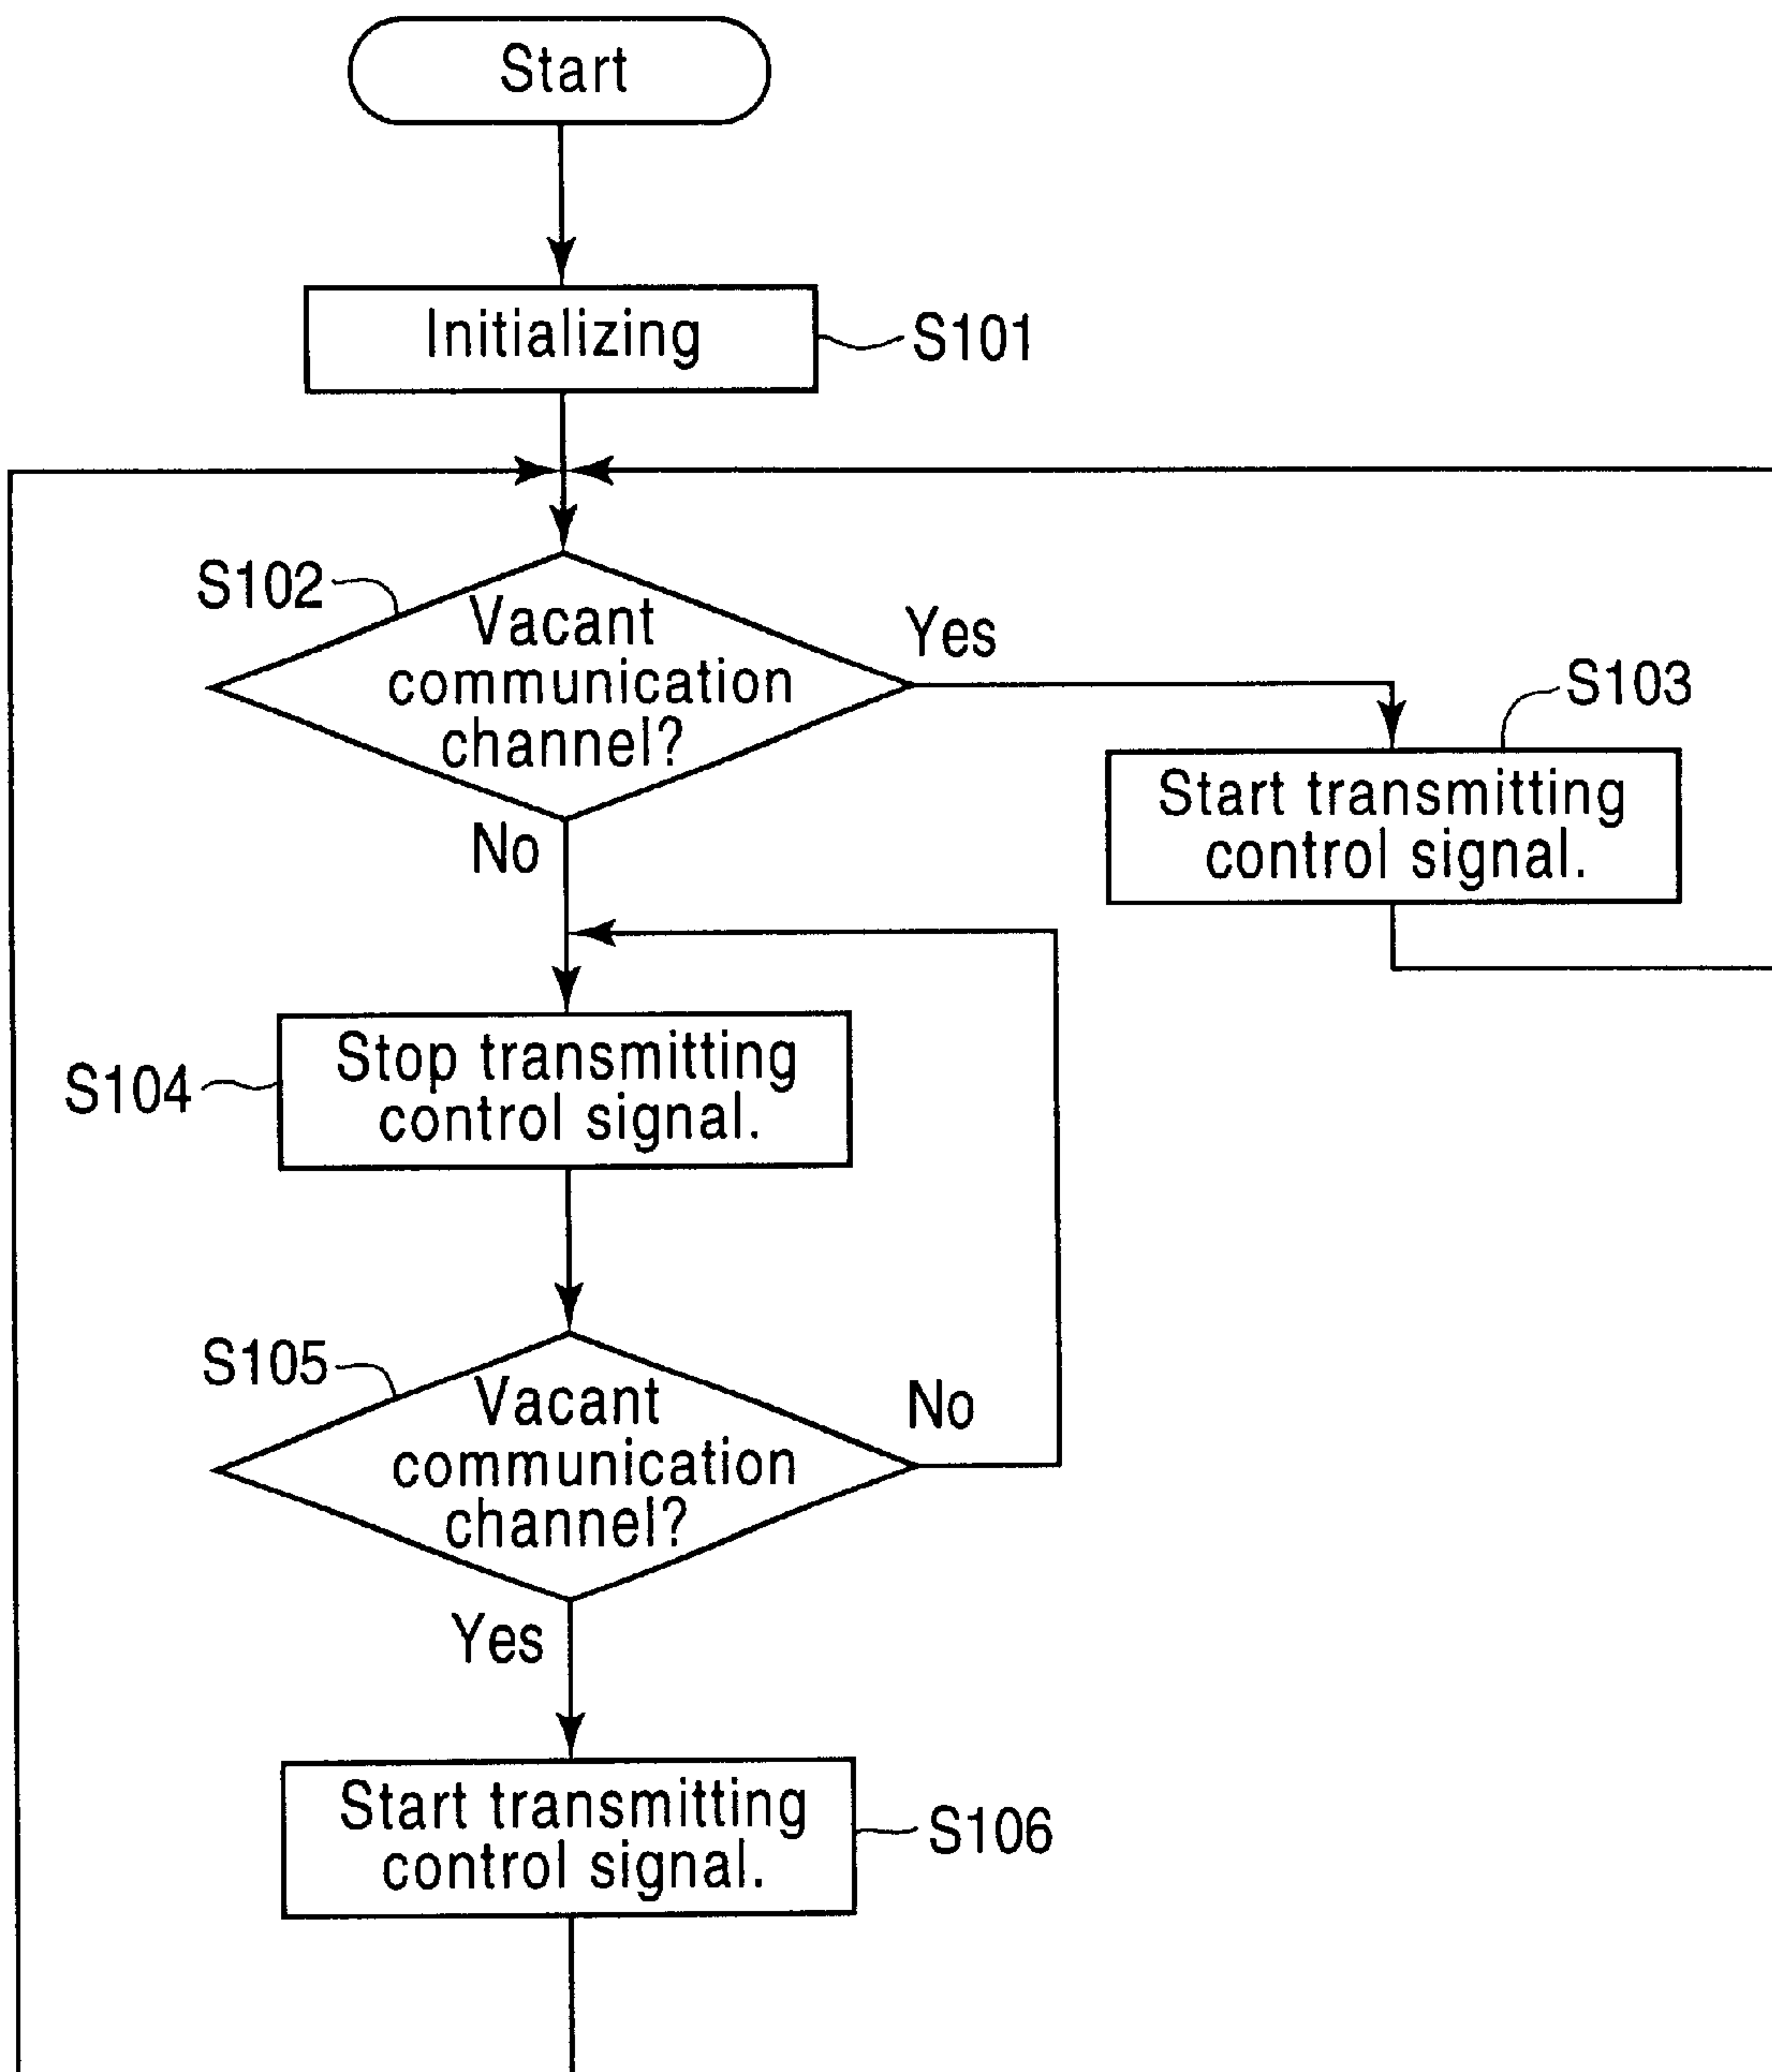 Start
Initializing
S101
S102
Vacant
communication
channel?
Yes
S103
Start transmitting
control signal.
No
S104
Stop transmitting
control signal.
S105
Vacant
communication
channel?
No
Yes
Start transmitting
control signal.
S106